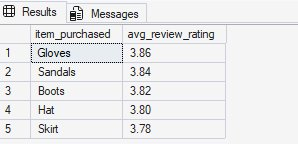 Results Messages
item_purchased avg_review_rating
1 Gloves 3.86
2 Sandals 3.84
3 Boots 3.82
4 Hat 3.80
5 Skirt 3.78